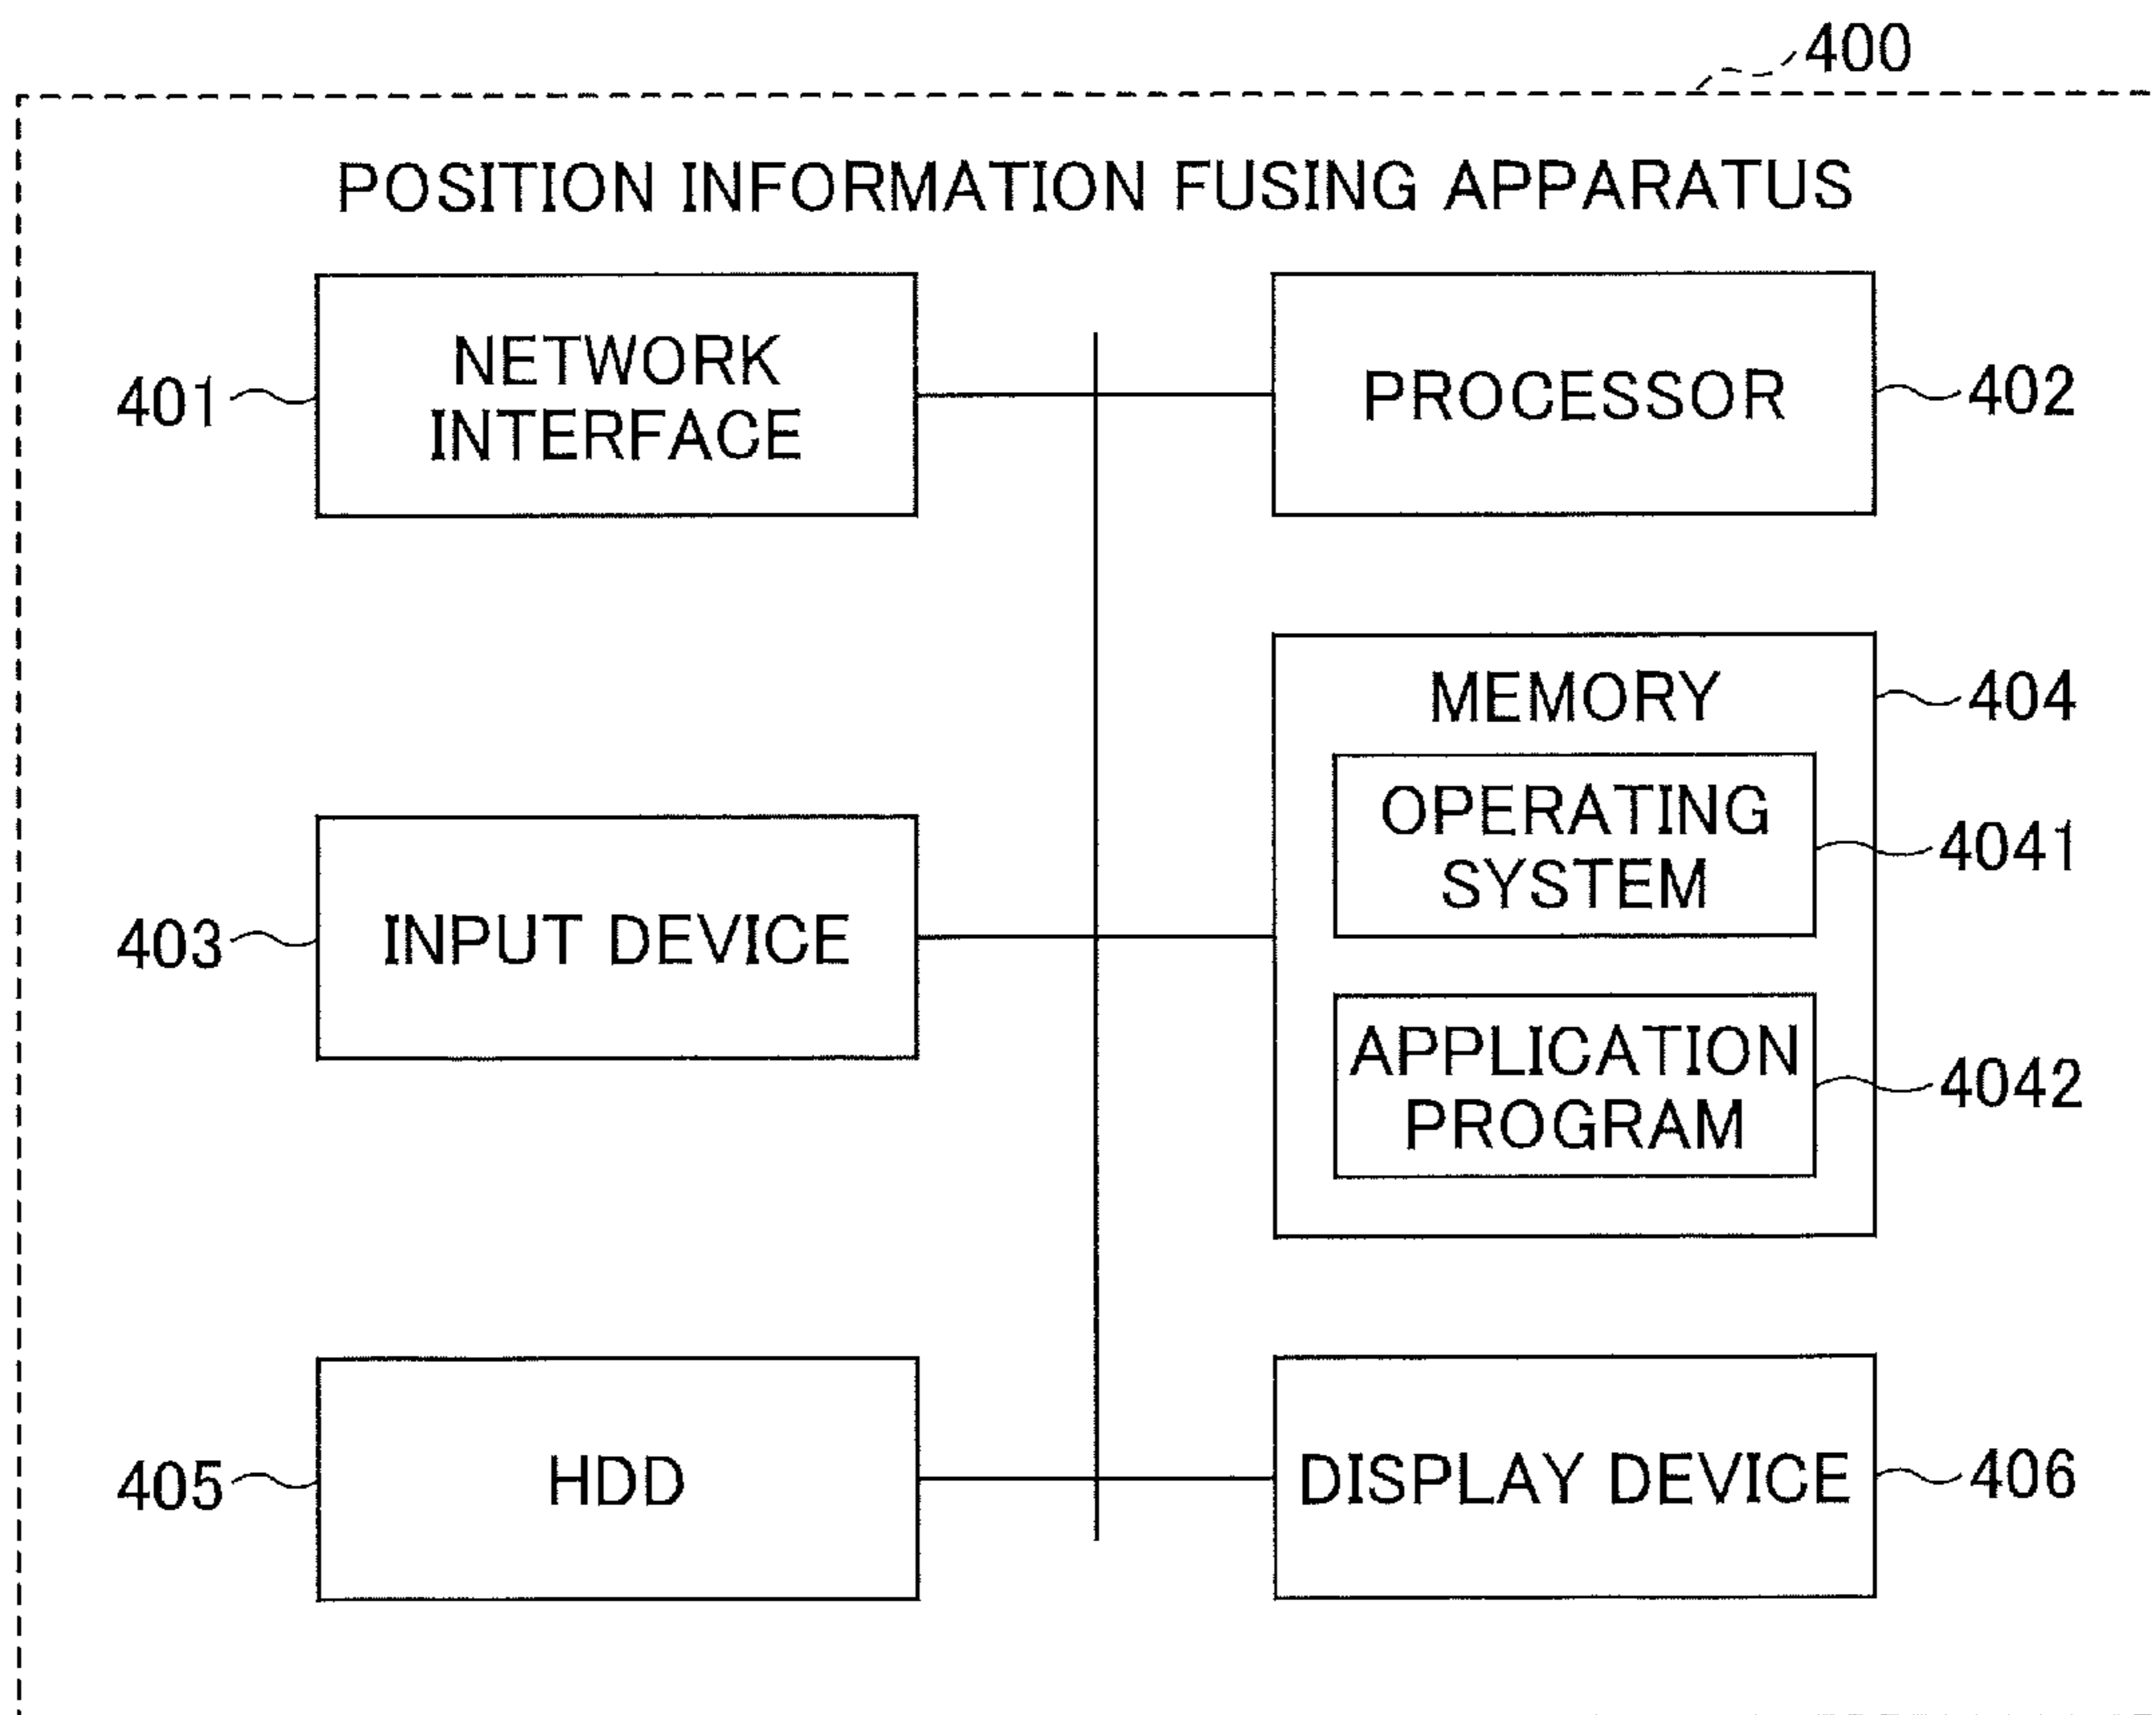 400
POSITION INFORMATION FUSING APPARATUS
NETWORK
INTERFACE
401
PROCESSOR
402
MEMORY
404
OPERATING
SYSTEM
4041
INPUT DEVICE
403
APPLICATION
PROGRAM
4042
HDD
405
DISPLAY DEVICE
406